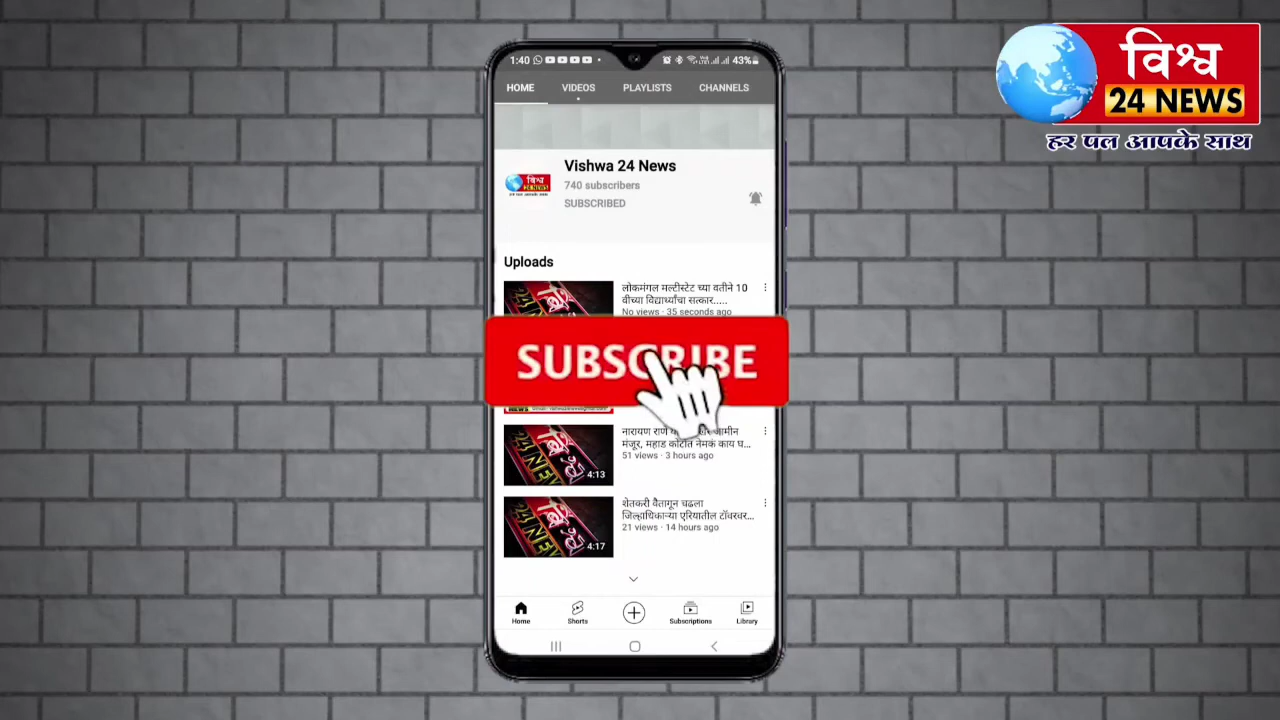 विश्व
24 NEWS
हर पल आपके साथ
1:40
43%
HOME VIDEOS PLAYLISTS CHANNELS
Vishwa 24 News
740 subscribers
SUBSCRIBED
Uploads
लोकमंगल मल्टीस्टेट च्या वतीने 10
वीच्या विद्यार्थ्यांचा सत्कार.....
No views · 35 seconds ago
SUBSCRIBE
नारायण राणे जामीन
मंजूर, महाड कोर्टात नेमकं काय घ...
51 views · 3 hours ago
4:13
शेतकरी वैतागून चढला
जिल्हाधिकाऱ्या एरियातील टॉवरवर...
21 views · 14 hours ago
4:17
Home Shorts Subscriptions Library